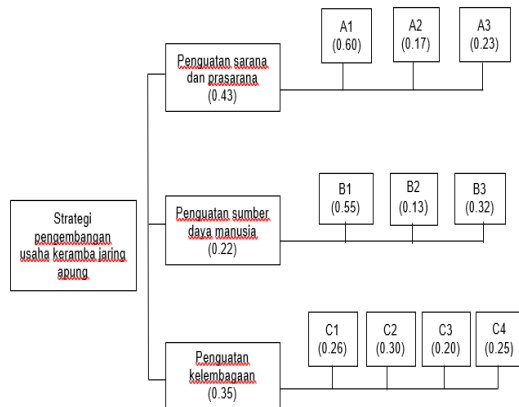 A1
(0.60)
A2
(0.17)
A3
(0.23)
Penguatan sarana
dan prasarana
(0.43)
B1
(0.55)
B2
(0.13)
B3
(0.32)
Penguatan sumber
daya manusia
(0.22)
Strategi
pengembangan
usaha keramba jaring
apung
C1
(0.26)
C2
(0.30)
C3
(0.20)
C4
(0.25)
Penguatan
kelembagaan
(0.35)